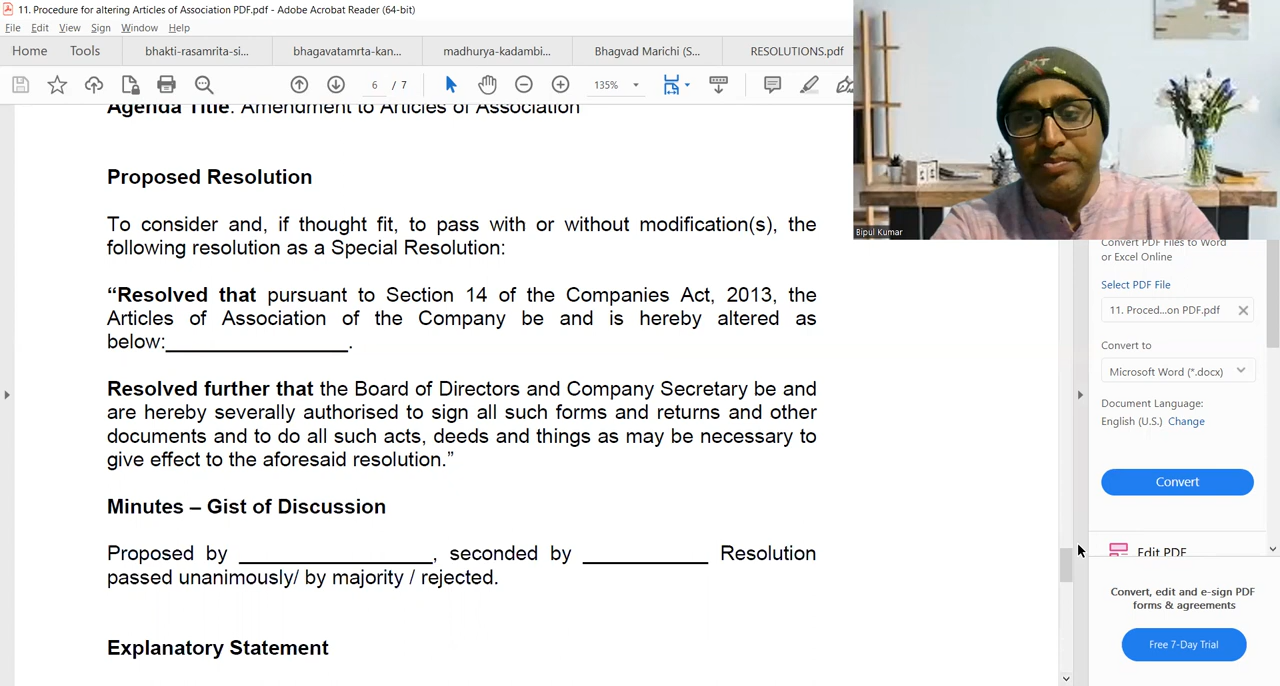 11. Procedure for altering Articles of Association PDF.pdf - Adobe Acrobat Reader (64-bit)
File Edit View Sign Window Help
Home Tools bhakti-rasamrita-si... bhagavatamrta-kan... madhurya-kadambi... Bhagvad Marichi (S... RESOLUTIONS.pdf
6 / 7 135%
Agenda Title: Amendment to Articles of Association
Proposed Resolution
To consider and, if thought fit, to pass with or without modification(s), the
following resolution as a Special Resolution:
“Resolved that pursuant to Section 14 of the Companies Act, 2013, the
Articles of Association of the Company be and is hereby altered as
below:_________________.
Resolved further that the Board of Directors and Company Secretary be and
are hereby severally authorised to sign all such forms and returns and other
documents and to do all such acts, deeds and things as may be necessary to
give effect to the aforesaid resolution.”
Minutes – Gist of Discussion
Proposed by __________________, seconded by ____________ Resolution
passed unanimously/ by majority / rejected.
Explanatory Statement
Bipul Kumar
Convert PDF Files to Word
or Excel Online
Select PDF File
11. Proced...on PDF.pdf
Convert to
Microsoft Word (*.docx)
Document Language:
English (U.S.) Change
Convert
Edit PDF
Convert, edit and e-sign PDF
forms & agreements
Free 7-Day Trial